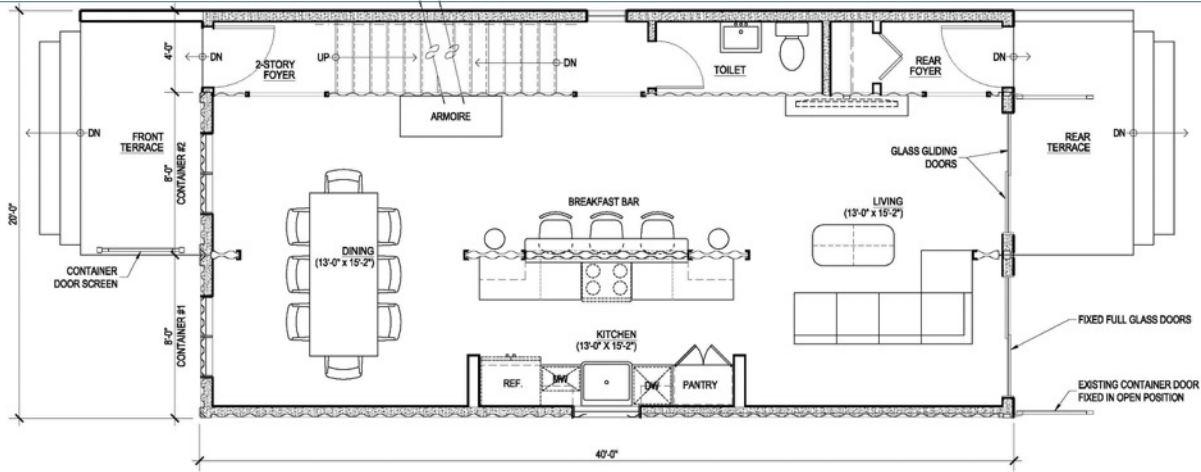 4'-0"
DN
2-STORY
FOYER
UP
DN
TOILET
REAR
FOYER
DN
DN
FRONT
TERRACE
ARMOIRE
GLASS GLIDING
DOORS
DN
REAR
TERRACE
20'-0"
8'-0"
CONTAINER #2
BREAKFAST BAR
LIVING
(13'-0" x 15'-2")
DINING
(13'-0" x 15'-2")
CONTAINER
DOOR SCREEN
8'-0"
CONTAINER #1
KITCHEN
(13'-0" X 15'-2")
FIXED FULL GLASS DOORS
REF.
MW
DW
PANTRY
EXISTING CONTAINER DOOR
FIXED IN OPEN POSITION
40'-0"